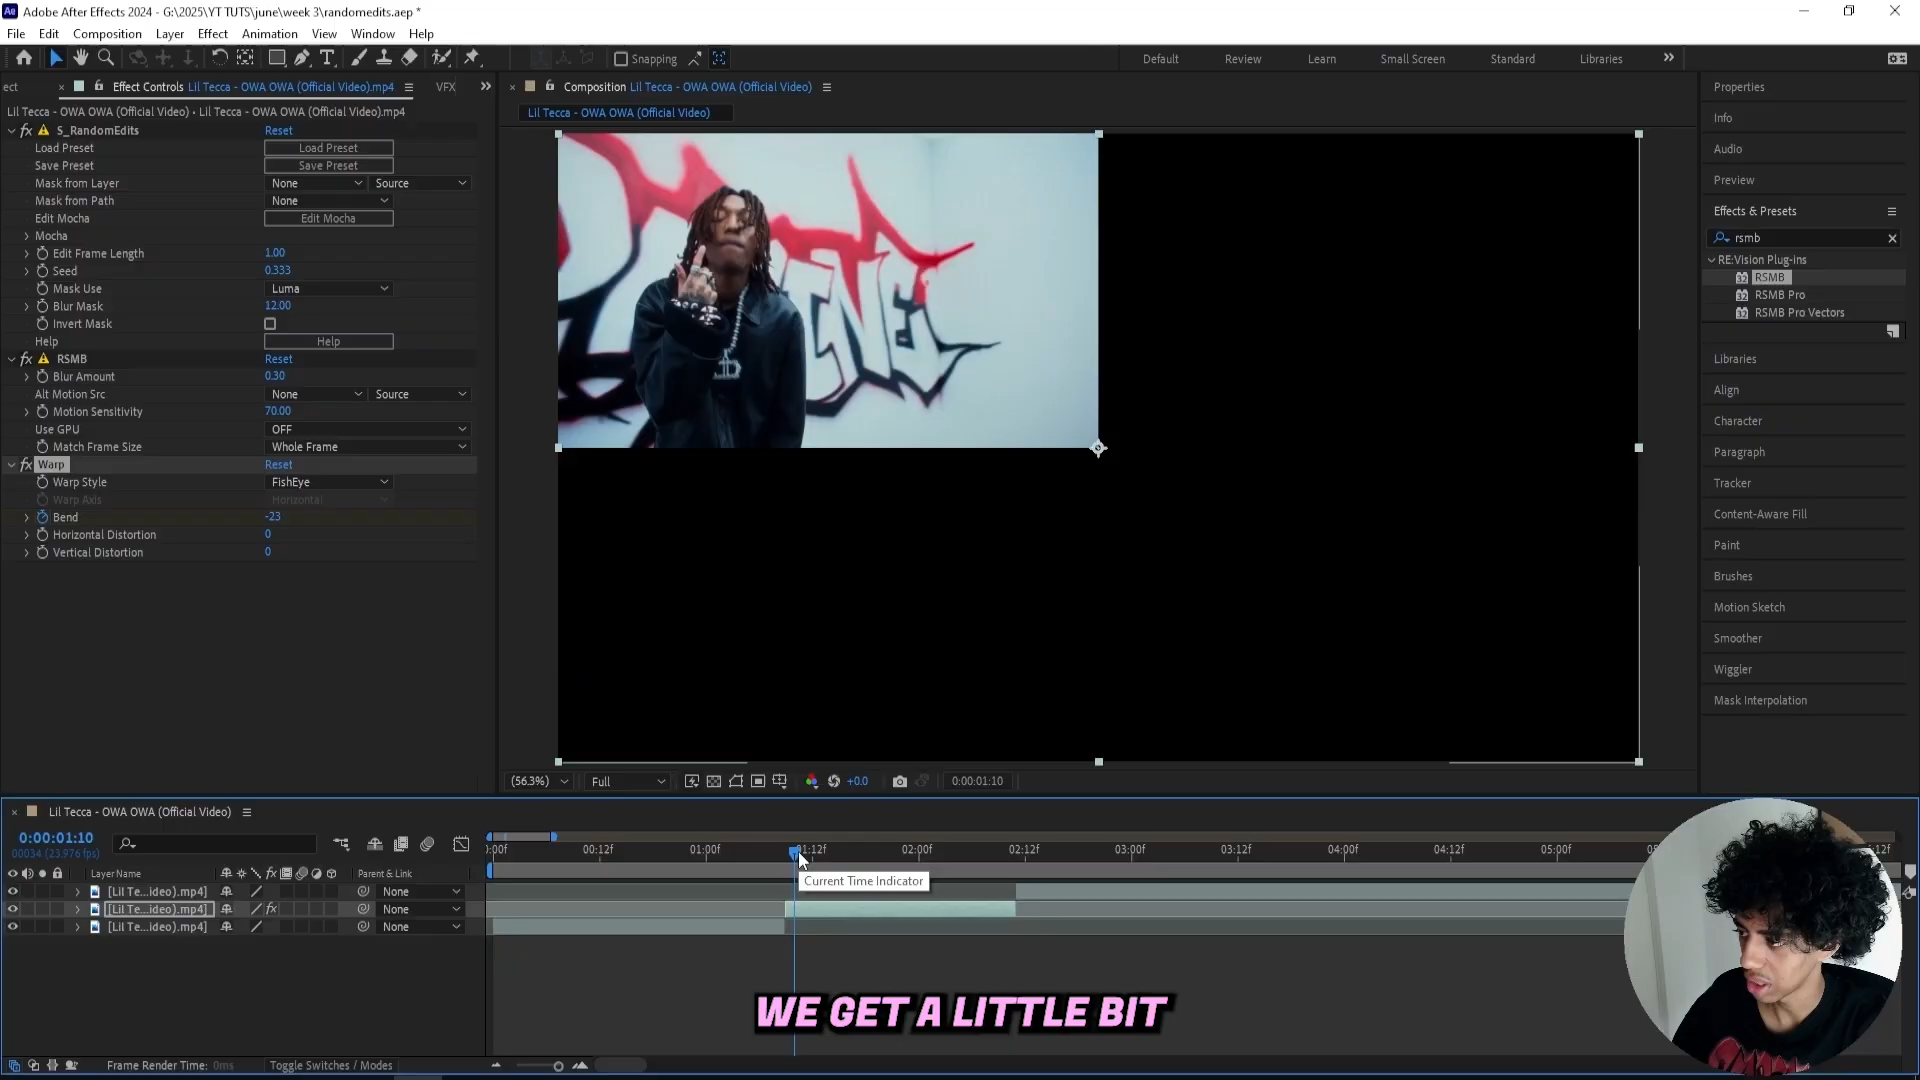 Adobe After Effects 2024 - G:\2025\YT TUTS\june\week 3\randomedits.aep *
File Edit Composition Layer Effect Animation View Window Help
Snapping Default Review Learn Small Screen Standard Libraries
ect Effect Controls Lil Tecca - OWA OWA (Official Video).mp4 VFX
Composition Lil Tecca - OWA OWA (Official Video)
Lil Tecca - OWA OWA (Official Video) • Lil Tecca - OWA OWA (Official Video).mp4
Lil Tecca - OWA OWA (Official Video)
fx S_RandomEdits Reset
Load Preset Load Preset
Save Preset Save Preset
Mask from Layer None Source
Mask from Path None
Edit Mocha Edit Mocha
Mocha
Edit Frame Length 1.00
Seed 0.333
Mask Use Luma
Blur Mask 12.00
Invert Mask
Help Help
fx RSMB Reset
Blur Amount 0.30
Alt Motion Src None Source
Motion Sensitivity 70.00
Use GPU OFF
Match Frame Size Whole Frame
fx Warp Reset
Warp Style FishEye
Warp Axis Horizontal
Bend -23
Horizontal Distortion 0
Vertical Distortion 0
INE
Properties
Info
Audio
Preview
Effects & Presets
rsmb
RE:Vision Plug-ins
32 RSMB
32 RSMB Pro
32 RSMB Pro Vectors
Libraries
Align
Character
Paragraph
Tracker
Content-Aware Fill
Paint
Brushes
Motion Sketch
Smoother
Wiggler
Mask Interpolation
(56.3%) Full +0.0 0:00:01:10
Lil Tecca - OWA OWA (Official Video)
0:00:01:10
00034 (23.976 fps)
:00f 00:12f 01:00f 01:12f 02:00f 02:12f 03:00f 03:12f 04:00f 04:12f 05:00f 0 :12f
Layer Name fx Parent & Link
Current Time Indicator
[Lil Te...ideo).mp4] None
[Lil Te...ideo).mp4] fx None
[Lil Te...ideo).mp4] None
WE GET A LITTLE BIT
Frame Render Time: 0ms Toggle Switches / Modes